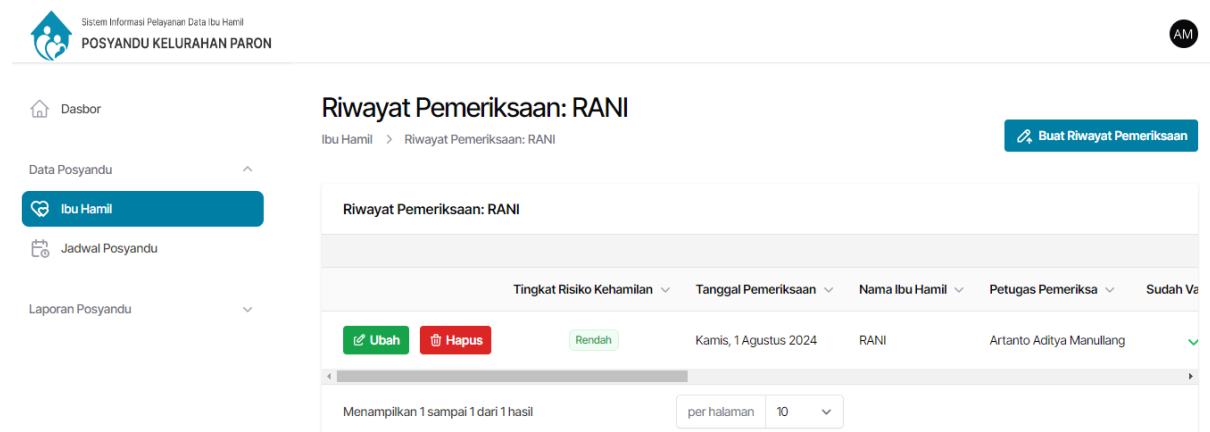 Sistem Informasi Pelayanan Data Ibu Hamil
POSYANDU KELURAHAN PARON
AM
Dasbor
Data Posyandu
Ibu Hamil
Jadwal Posyandu
Laporan Posyandu
Riwayat Pemeriksaan: RANI
Ibu Hamil > Riwayat Pemeriksaan: RANI
Buat Riwayat Pemeriksaan
Riwayat Pemeriksaan: RANI
Tingkat Risiko Kehamilan Tanggal Pemeriksaan Nama Ibu Hamil Petugas Pemeriksa Sudah Va
Ubah Hapus Rendah Kamis, 1 Agustus 2024 RANI Artanto Aditya Manullang
Menampilkan 1 sampai 1 dari 1 hasil per halaman 10